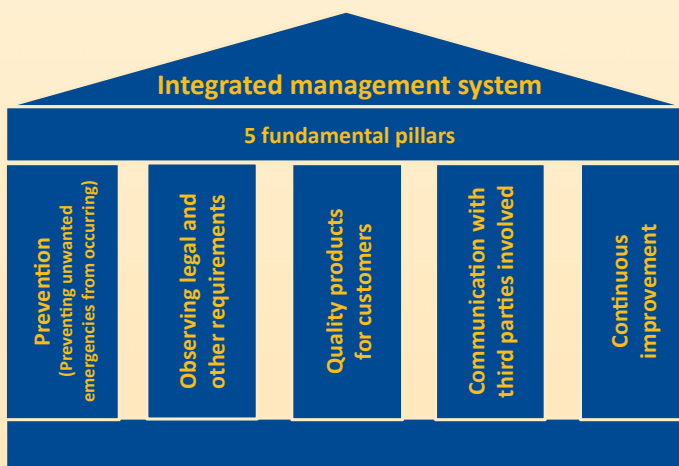 Integrated management system
5 fundamental pillars
Prevention
(Preventing unwanted
emergencies from occurring)
Observing legal and
other requirements
Quality products
for customers
Communication with
third parties involved
Continuous
improvement